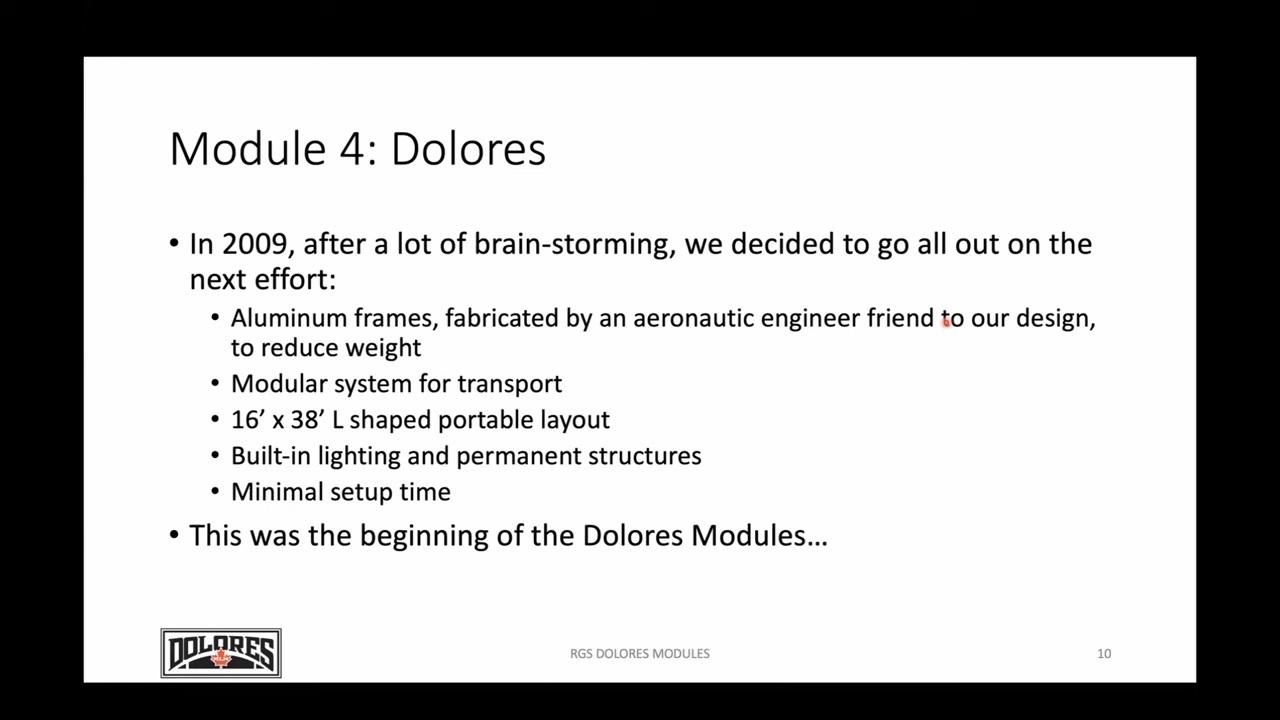 Module 4: Dolores
• In 2009, after a lot of brain-storming, we decided to go all out on the
next effort:
• Aluminum frames, fabricated by an aeronautic engineer friend to our design,
to reduce weight
• Modular system for transport
• 16’ x 38’ L shaped portable layout
• Built-in lighting and permanent structures
• Minimal setup time
• This was the beginning of the Dolores Modules…
DOLORES
RGS DOLORES MODULES
10